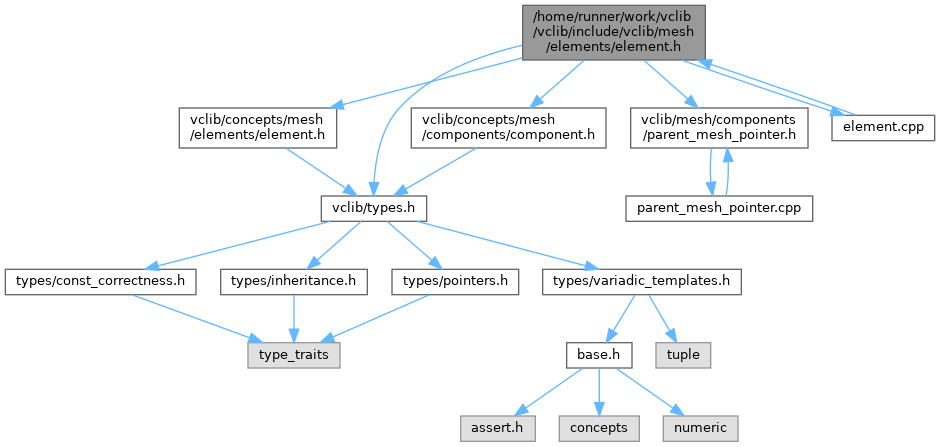 /home/runner/work/vclib
/vclib/include/vclib/mesh
/elements/element.h
vclib/concepts/mesh
/elements/element.h
vclib/concepts/mesh
/components/component.h
vclib/mesh/components
/parent_mesh_pointer.h
element.cpp
vclib/types.h
parent_mesh_pointer.cpp
types/const_correctness.h
types/inheritance.h
types/pointers.h
types/variadic_templates.h
type_traits
base.h
tuple
assert.h
concepts
numeric